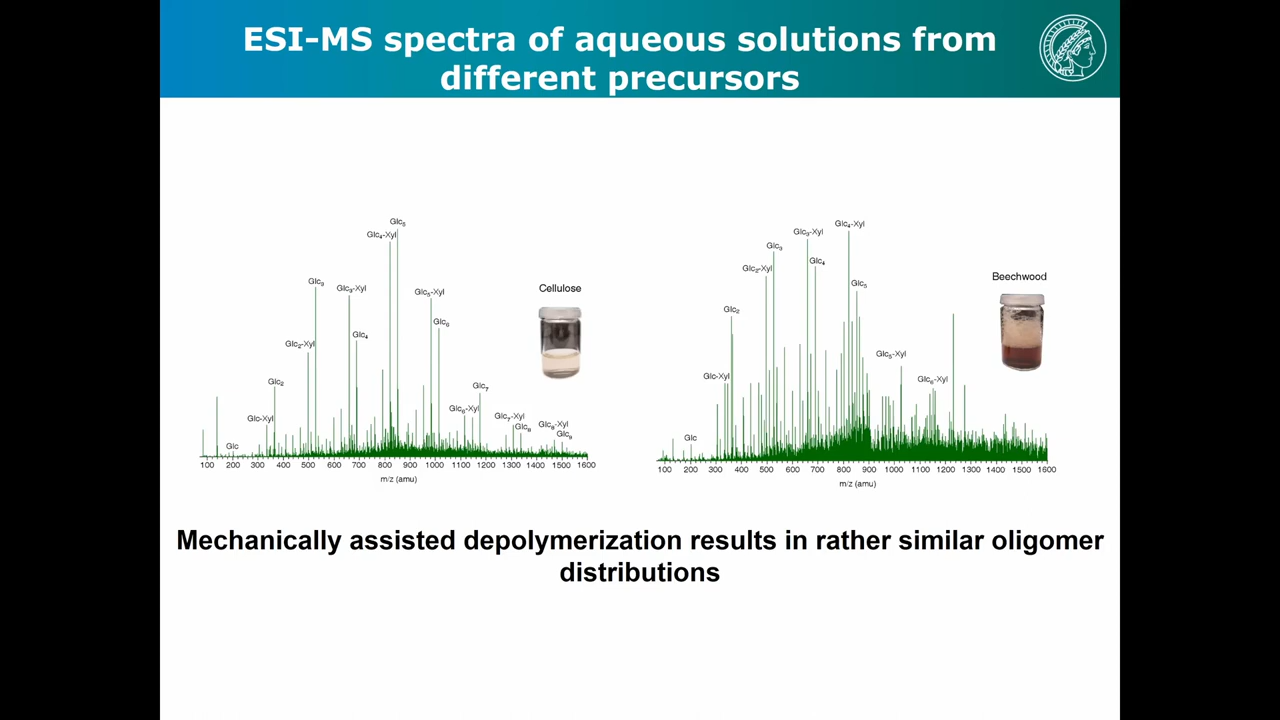 ESI-MS spectra of aqueous solutions from
different precursors
Glc₅
Glc₄-Xyl
Glc₃
Glc₃-Xyl
Glc₅-Xyl
Glc₆
Glc₄
Glc₂-Xyl
Glc₂
Glc₇
Glc-Xyl
Glc₆-Xyl
Glc₇-Xyl
Glc₈
Glc₈-Xyl
Glc₉
Glc
Cellulose
100 200 300 400 500 600 700 800 900 1000 1100 1200 1300 1400 1500 1600
m/z (amu)
Glc₄-Xyl
Glc₃-Xyl
Glc₃
Glc₄
Glc₂-Xyl
Glc₅
Glc₂
Glc₅-Xyl
Glc-Xyl
Glc₆-Xyl
Glc
Beechwood
100 200 300 400 500 600 700 800 900 1000 1100 1200 1300 1400 1500 1600
m/z (amu)
Mechanically assisted depolymerization results in rather similar oligomer
distributions